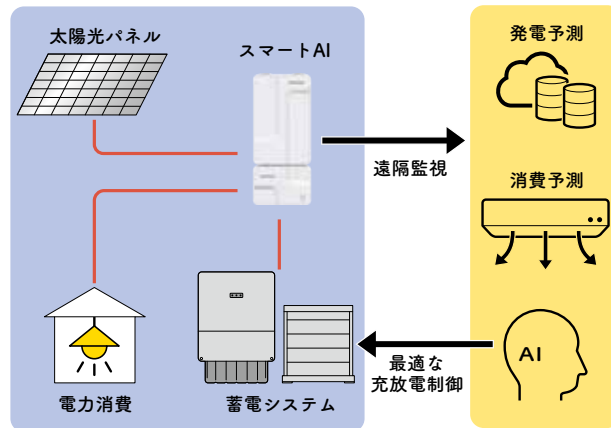 太陽光パネル
スマートAI
発電予測
遠隔監視
消費予測
AI
最適な
充放電制御
電力消費
蓄電システム